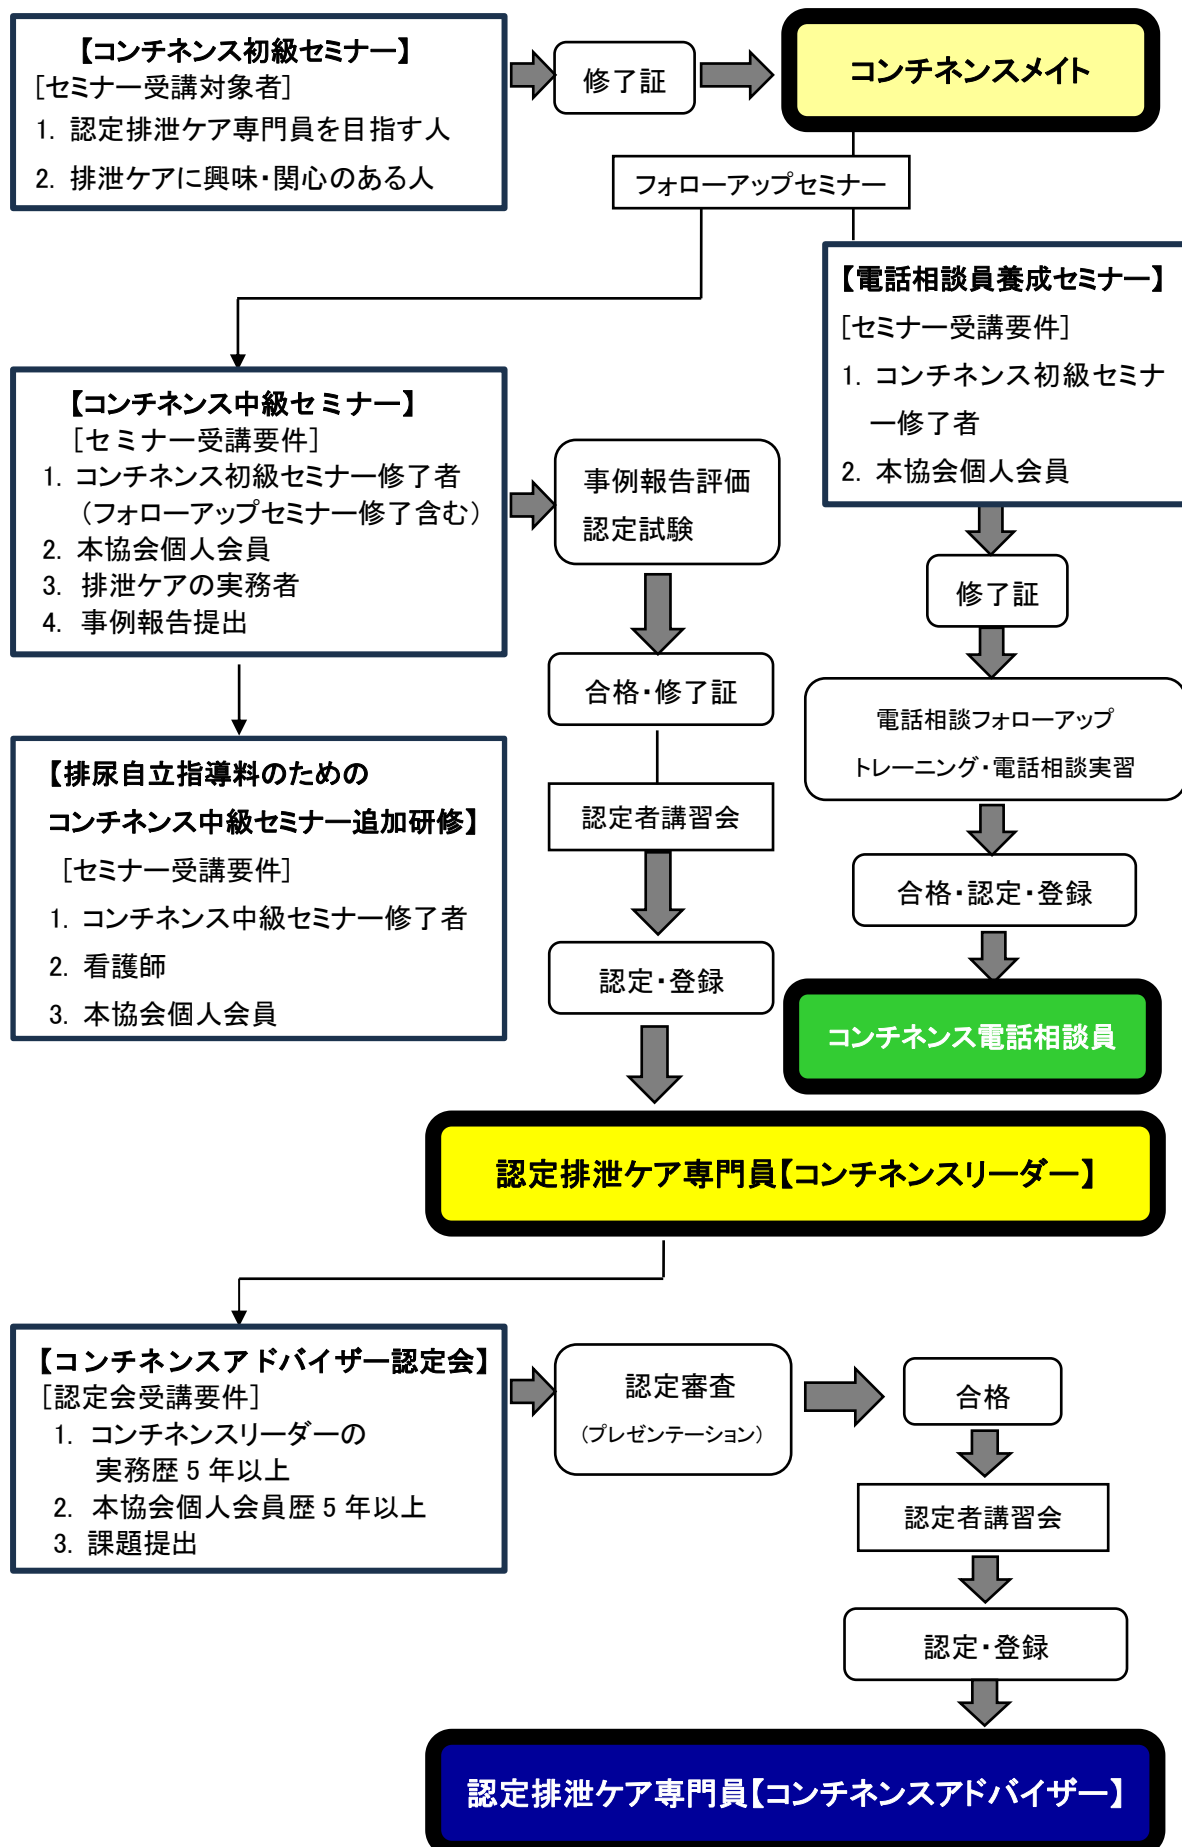 【コンチネンス初級セミナー】
[セミナー受講対象者]
1. 認定排泄ケア専門員を目指す人
2. 排泄ケアに興味・関心のある人
修了証
コンチネンスメイト
フォローアップセミナー
【電話相談員養成セミナー】
[セミナー受講要件]
1. コンチネンス初級セミナ
ー修了者
2. 本協会個人会員
修了証
電話相談フォローアップ
トレーニング・電話相談実習
合格・認定・登録
コンチネンス電話相談員
【コンチネンス中級セミナー】
[セミナー受講要件]
1. コンチネンス初級セミナー修了者
（フォローアップセミナー修了含む）
2. 本協会個人会員
3. 排泄ケアの実務者
4. 事例報告提出
事例報告評価
認定試験
合格・修了証
認定者講習会
認定・登録
【排尿自立指導料のための
コンチネンス中級セミナー追加研修】
[セミナー受講要件]
1. コンチネンス中級セミナー修了者
2. 看護師
3. 本協会個人会員
認定排泄ケア専門員【コンチネンスリーダー】
【コンチネンスアドバイザー認定会】
[認定会受講要件]
1. コンチネンスリーダーの
実務歴 5 年以上
2. 本協会個人会員歴 5 年以上
3. 課題提出
認定審査
（プレゼンテーション）
合格
認定者講習会
認定・登録
認定排泄ケア専門員【コンチネンスアドバイザー】